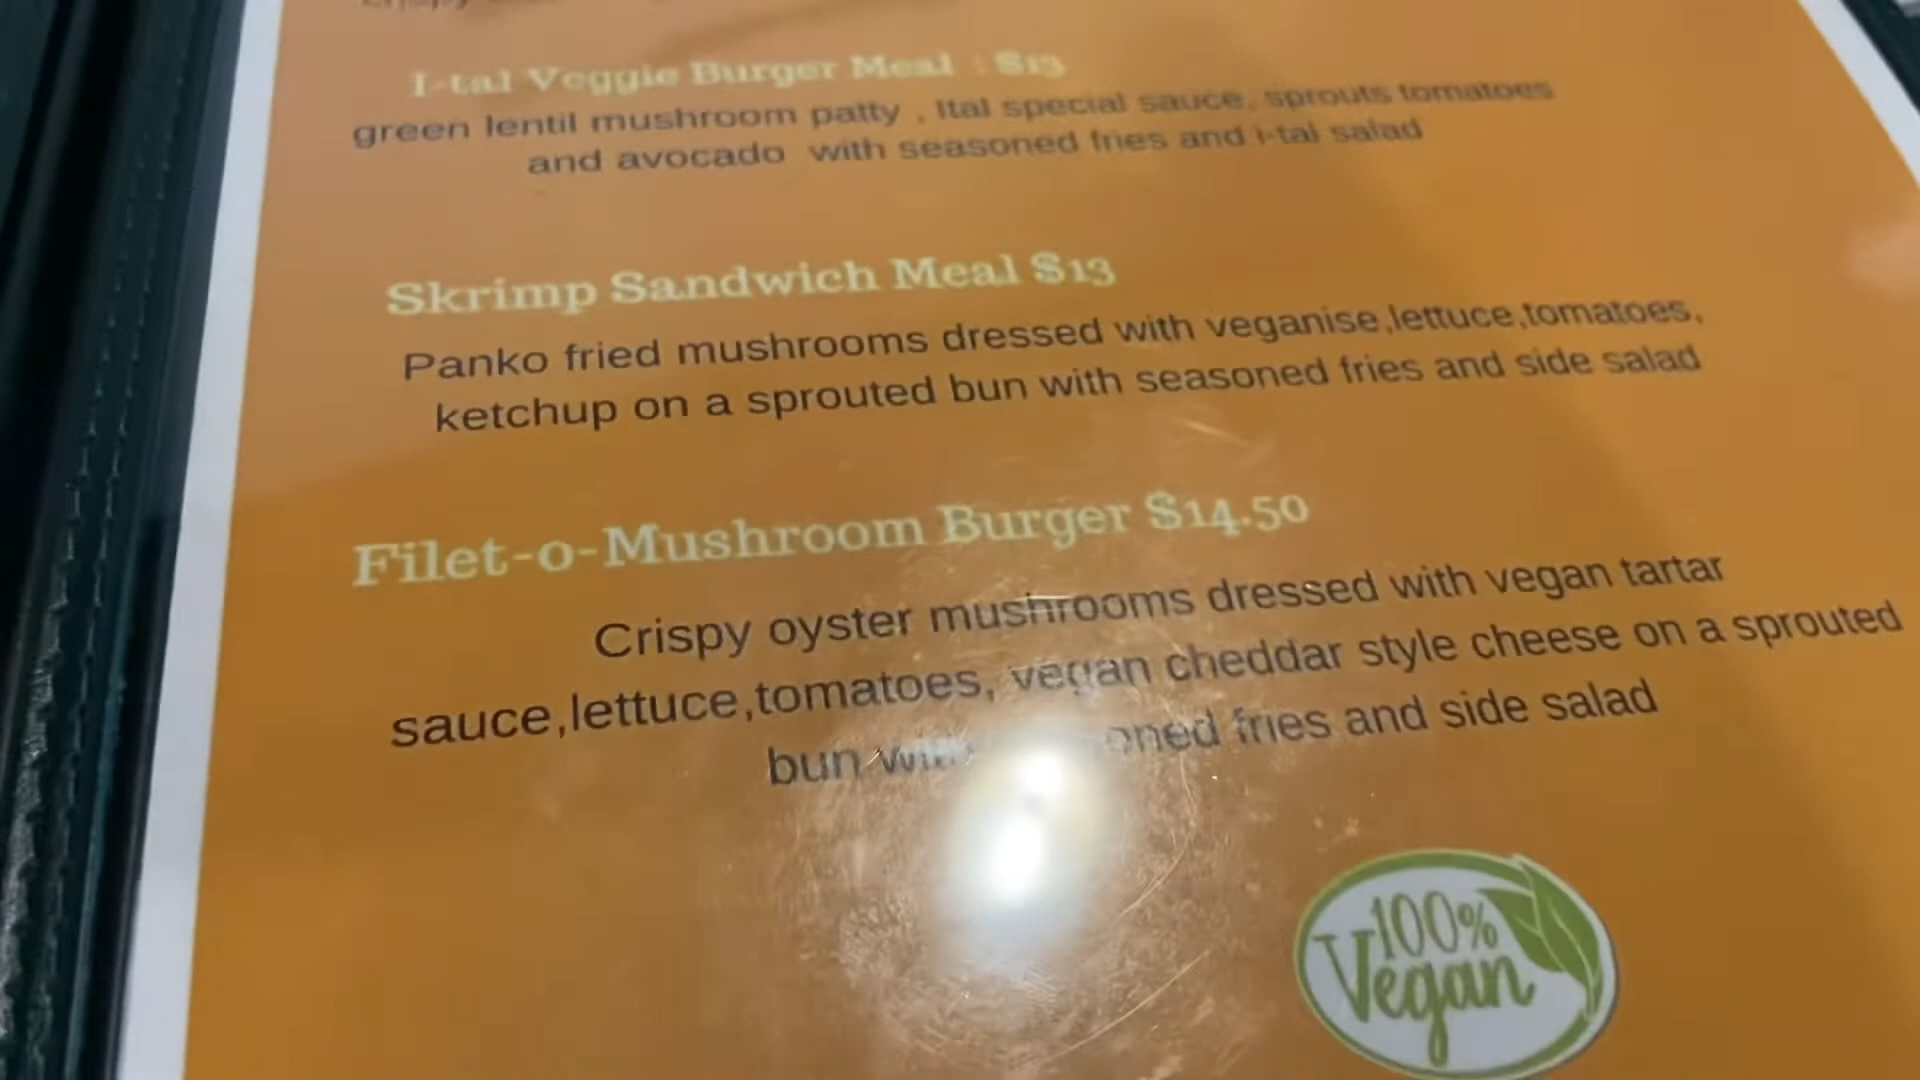 I-tal Veggie Burger Meal : $13
green lentil mushroom patty , Ital special sauce, sprouts tomatoes
and avocado with seasoned fries and i-tal salad
Skrimp Sandwich Meal $13
Panko fried mushrooms dressed with veganise,lettuce,tomatoes,
ketchup on a sprouted bun with seasoned fries and side salad
Filet-o-Mushroom Burger $14.50
Crispy oyster mushrooms dressed with vegan tartar
sauce,lettuce,tomatoes, vegan cheddar style cheese on a sprouted
bun with fries and side salad
100%
Vegan